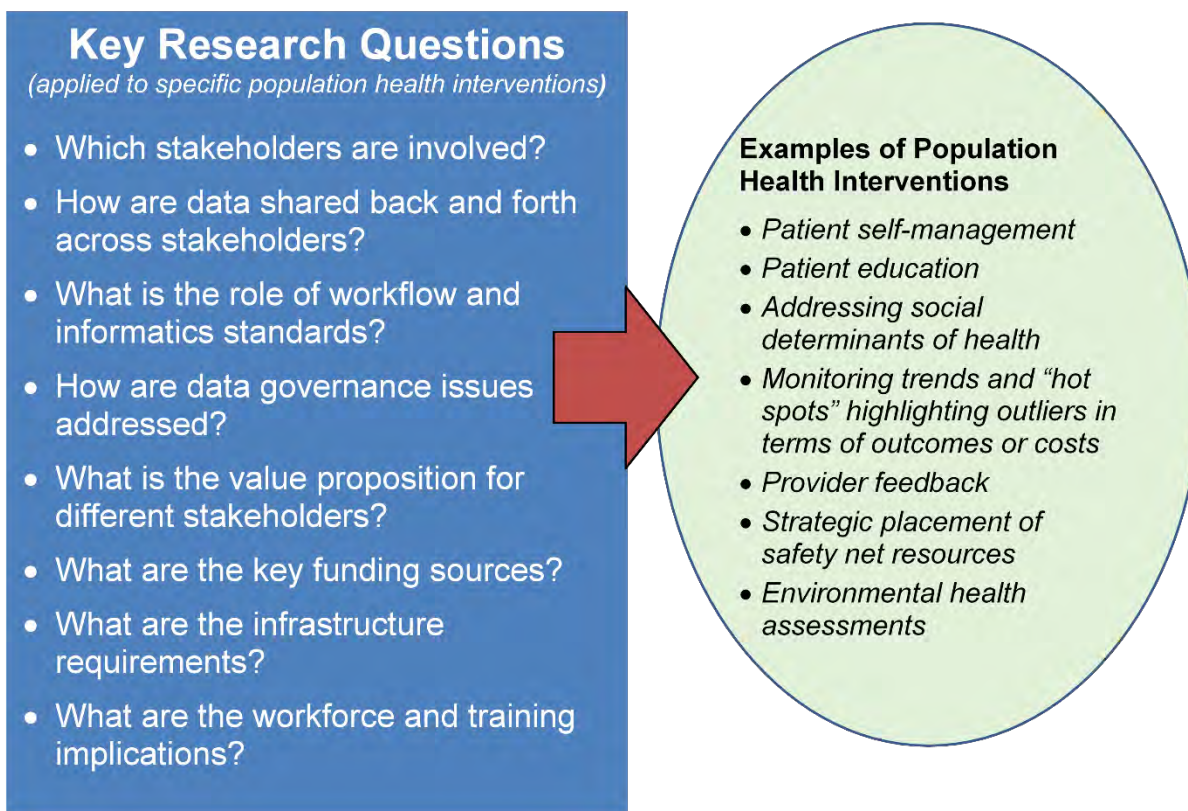 Key Research Questions
(applied to specific population health interventions)
• Which stakeholders are involved?
• How are data shared back and forth
across stakeholders?
• What is the role of workflow and
informatics standards?
• How are data governance issues
addressed?
• What is the value proposition for
different stakeholders?
• What are the key funding sources?
• What are the infrastructure
requirements?
• What are the workforce and training
implications?
Examples of Population
Health Interventions
• Patient self-management
• Patient education
• Addressing social
determinants of health
• Monitoring trends and “hot
spots” highlighting outliers in
terms of outcomes or costs
• Provider feedback
• Strategic placement of
safety net resources
• Environmental health
assessments